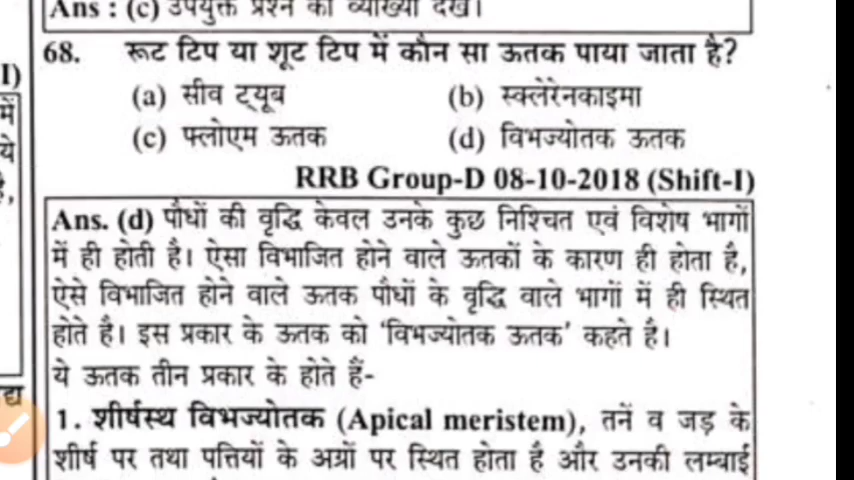 Ans : (c) उपर्युक्त प्रश्न की व्याख्या देखें।
68. रूट टिप या शूट टिप में कौन सा ऊतक पाया जाता है?
(a) सीव ट्यूब (b) स्क्लेरेनकाइमा
(c) फ्लोएम ऊतक (d) विभज्योतक ऊतक
RRB Group-D 08-10-2018 (Shift-I)
Ans. (d) पौधों की वृद्धि केवल उनके कुछ निश्चित एवं विशेष भागों
में ही होती है। ऐसा विभाजित होने वाले ऊतकों के कारण ही होता है,
ऐसे विभाजित होने वाले ऊतक पौधों के वृद्धि वाले भागों में ही स्थित
होते है। इस प्रकार के ऊतक को 'विभज्योतक ऊतक' कहते है।
ये ऊतक तीन प्रकार के होते हैं-
1. शीर्षस्थ विभज्योतक (Apical meristem), तनें व जड़ के
शीर्ष पर तथा पत्तियों के अग्रों पर स्थित होता है और उनकी लम्बाई